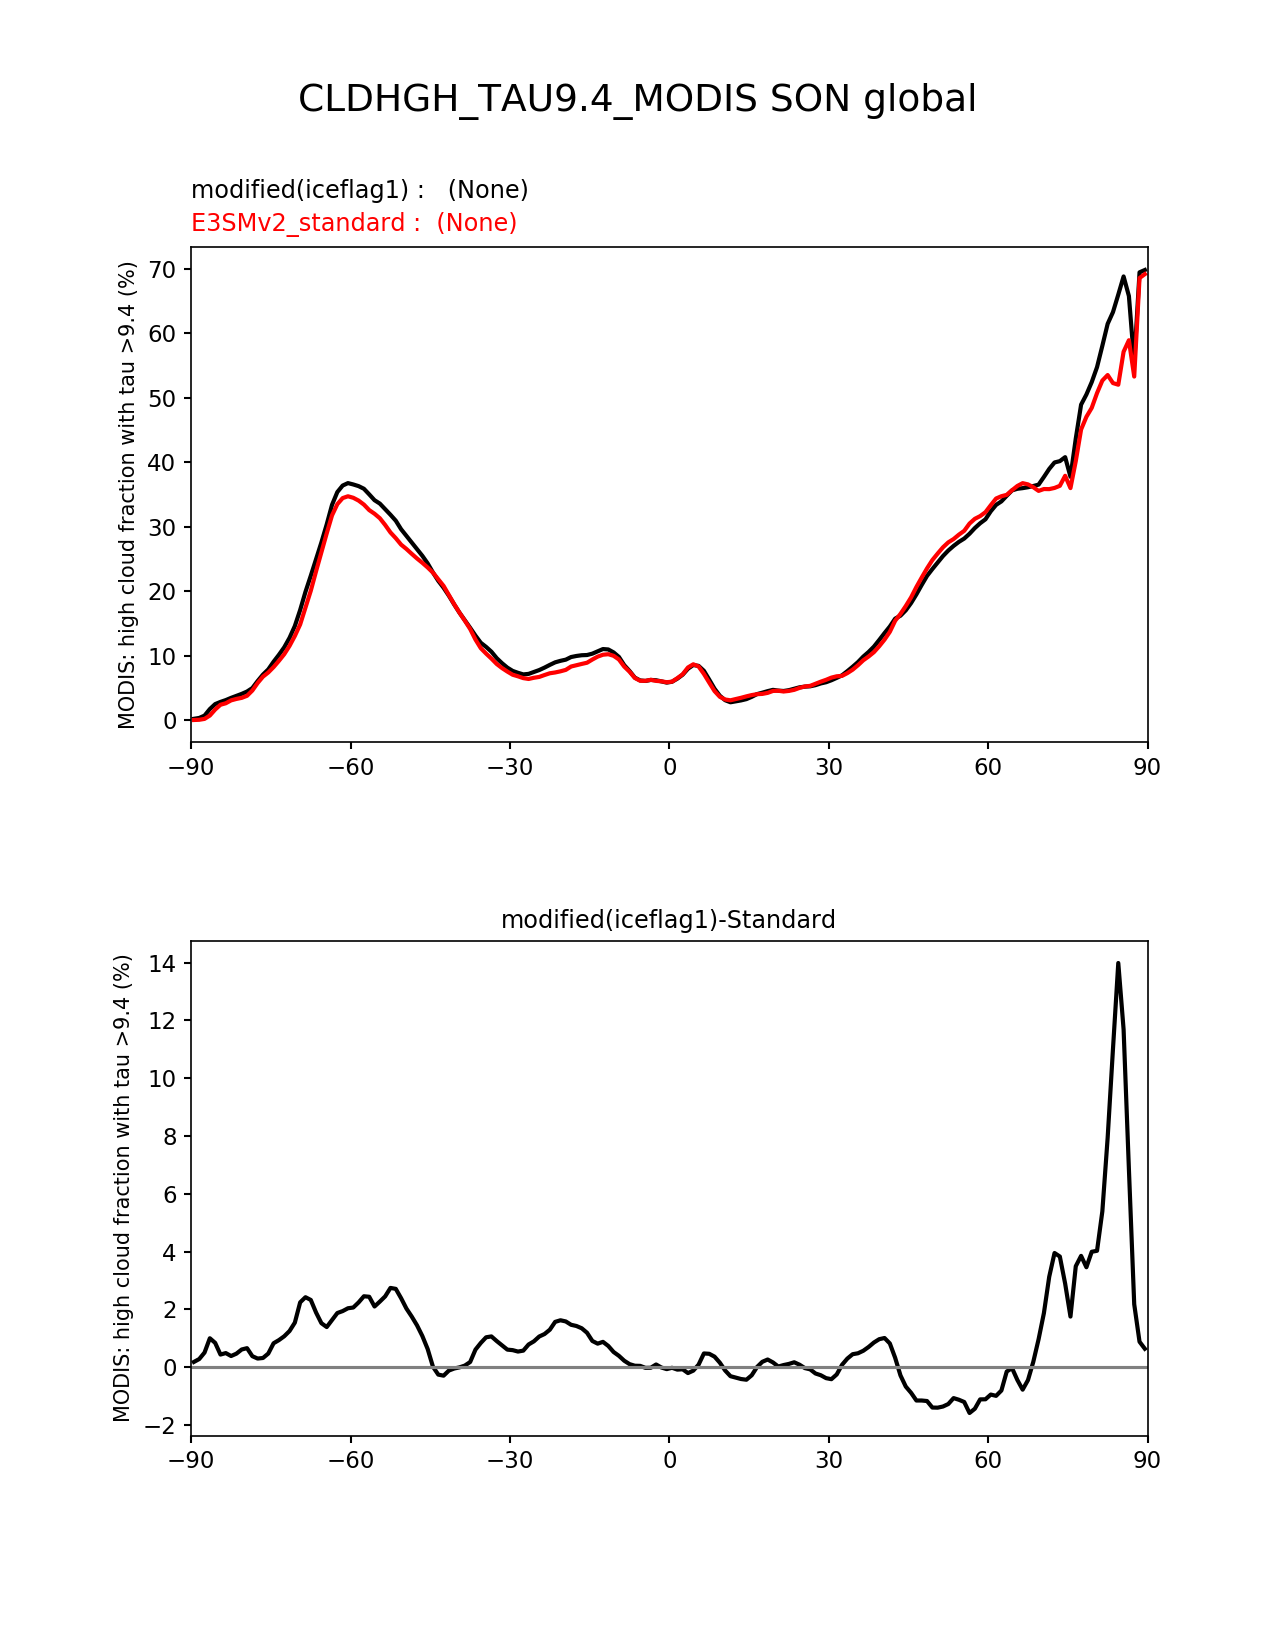 CLDHGH_TAU9.4_MODIS SON global
modified(iceflag1) :   (None)
E3SMv2_standard :  (None)
MODIS: high cloud fraction with tau >9.4 (%)
70
60
50
40
30
20
10
0
−90 −60 −30 0 30 60 90
modified(iceflag1)-Standard
MODIS: high cloud fraction with tau >9.4 (%)
14
12
10
8
6
4
2
0
−2
−90 −60 −30 0 30 60 90